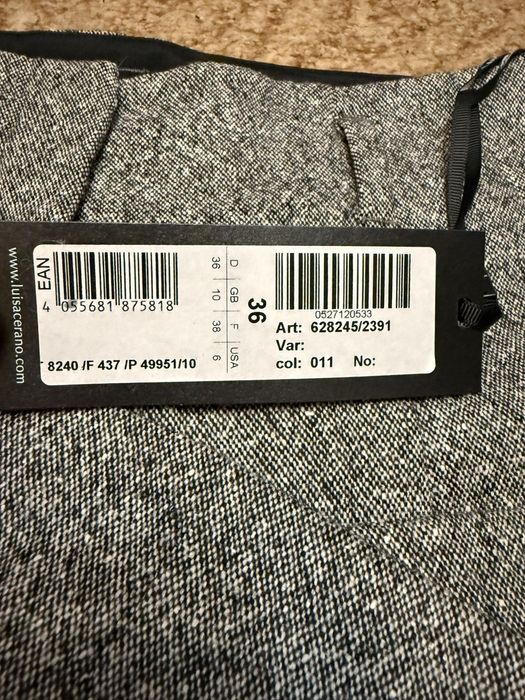 www.luisacerano.com
EAN
4 055681 875818
8240 /F 437 /P 49951/10
D GB F USA
36 10 38 6
36
0527120533
Art: 628245/2391
Var:
col: 011 No: